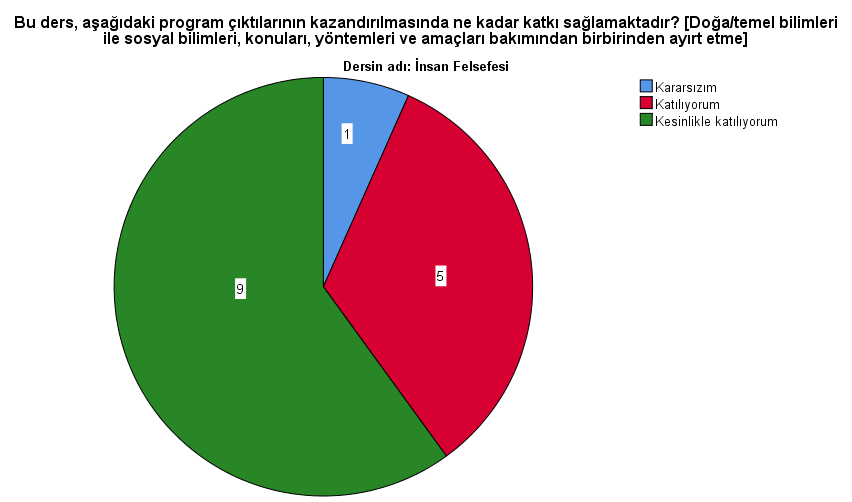 Bu ders, aşağıdaki program çıktılarının kazandırılmasında ne kadar katkı sağlamaktadır? [Doğa/temel bilimleri
ile sosyal bilimleri, konuları, yöntemleri ve amaçları bakımından birbirinden ayırt etme]
Dersin adı: İnsan Felsefesi
Kararsızım
Katılıyorum
Kesinlikle katılıyorum
1
5
9